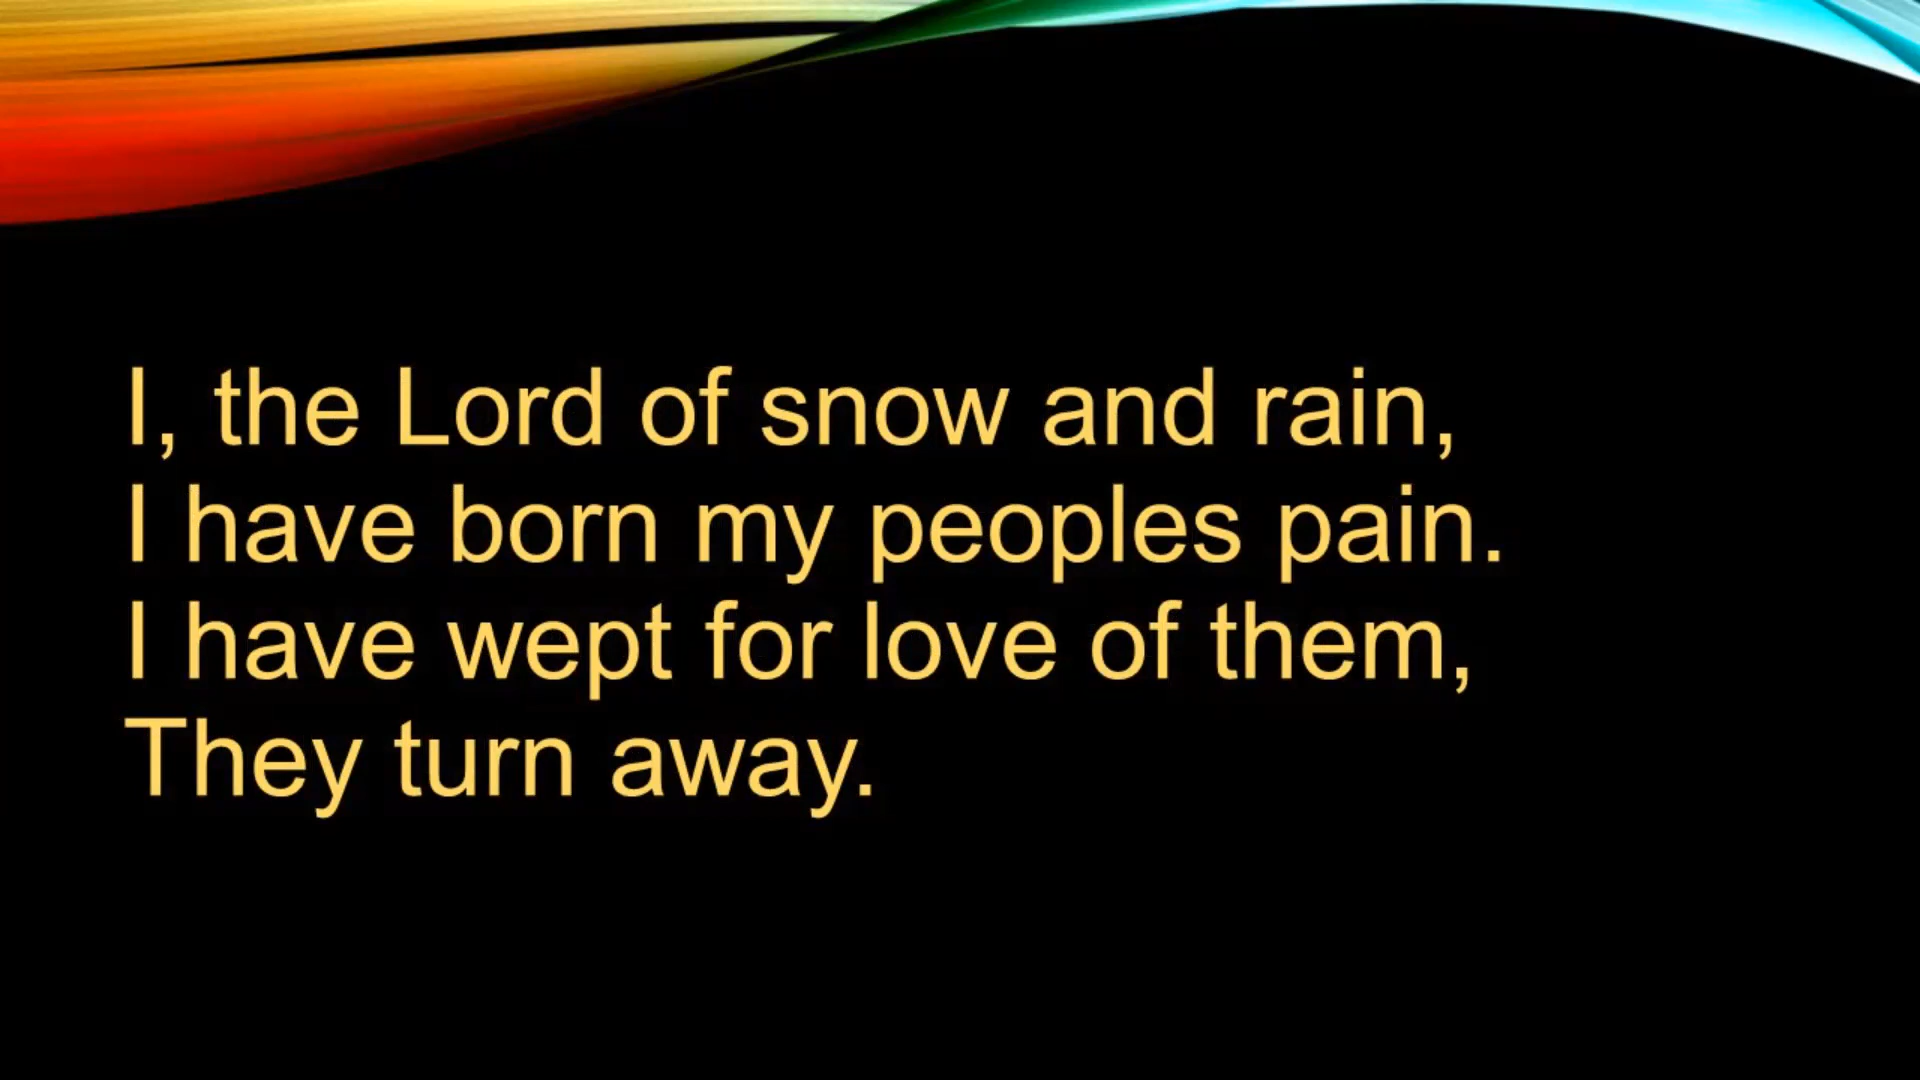 I, the Lord of snow and rain,
I have born my peoples pain.
I have wept for love of them,
They turn away.